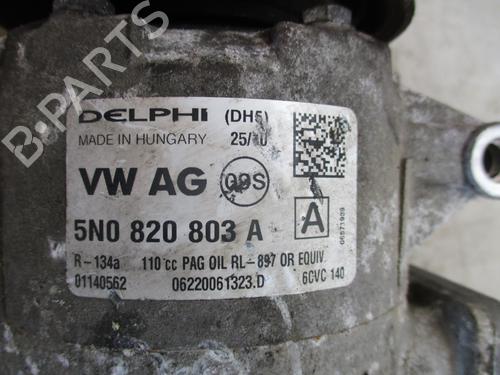 DELPHI (DH5)
MADE IN HUNGARY 25/10
VW AG
5N0 820 803 A A
R-134a 110 cc PAG OIL RL-897 OR EQUIV.
01140562 06220061323.D 6CVC 140
06571939
B-PARTS